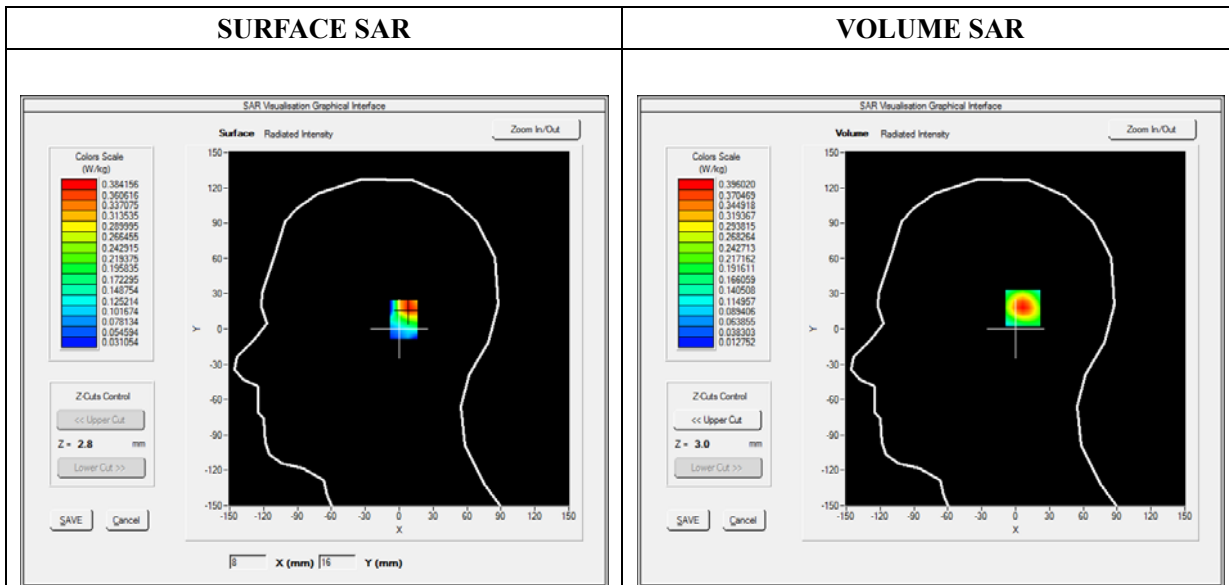 SURFACE SAR
VOLUME SAR
SAR Visualisation Graphical Interface
Surface Radiated Intensity
Zoom In/Out
Colors Scale
(W/kg)
0.384156
0.360616
0.337075
0.313535
0.289995
0.266455
0.242915
0.219375
0.195835
0.172295
0.148754
0.125214
0.101674
0.078134
0.054594
0.031054
Z-Cuts Control
<< Upper Cut
Z = 2.8 mm
Lower Cut >>
SAVE Cancel
150
120
90
60
30
0
-30
-60
-90
-120
-150
Y
-150 -120 -90 -60 -30 0 30 60 90 120 150
X
8 X (mm) 16 Y (mm)
SAR Visualisation Graphical Interface
Volume Radiated Intensity
Zoom In/Out
Colors Scale
(W/kg)
0.396020
0.370469
0.344918
0.319367
0.293815
0.268264
0.242713
0.217162
0.191611
0.166059
0.140508
0.114957
0.089406
0.063855
0.038303
0.012752
Z-Cuts Control
<< Upper Cut
Z = 3.0 mm
Lower Cut >>
SAVE Cancel
150
120
90
60
30
0
-30
-60
-90
-120
-150
Y
-150 -120 -90 -60 -30 0 30 60 90 120 150
X